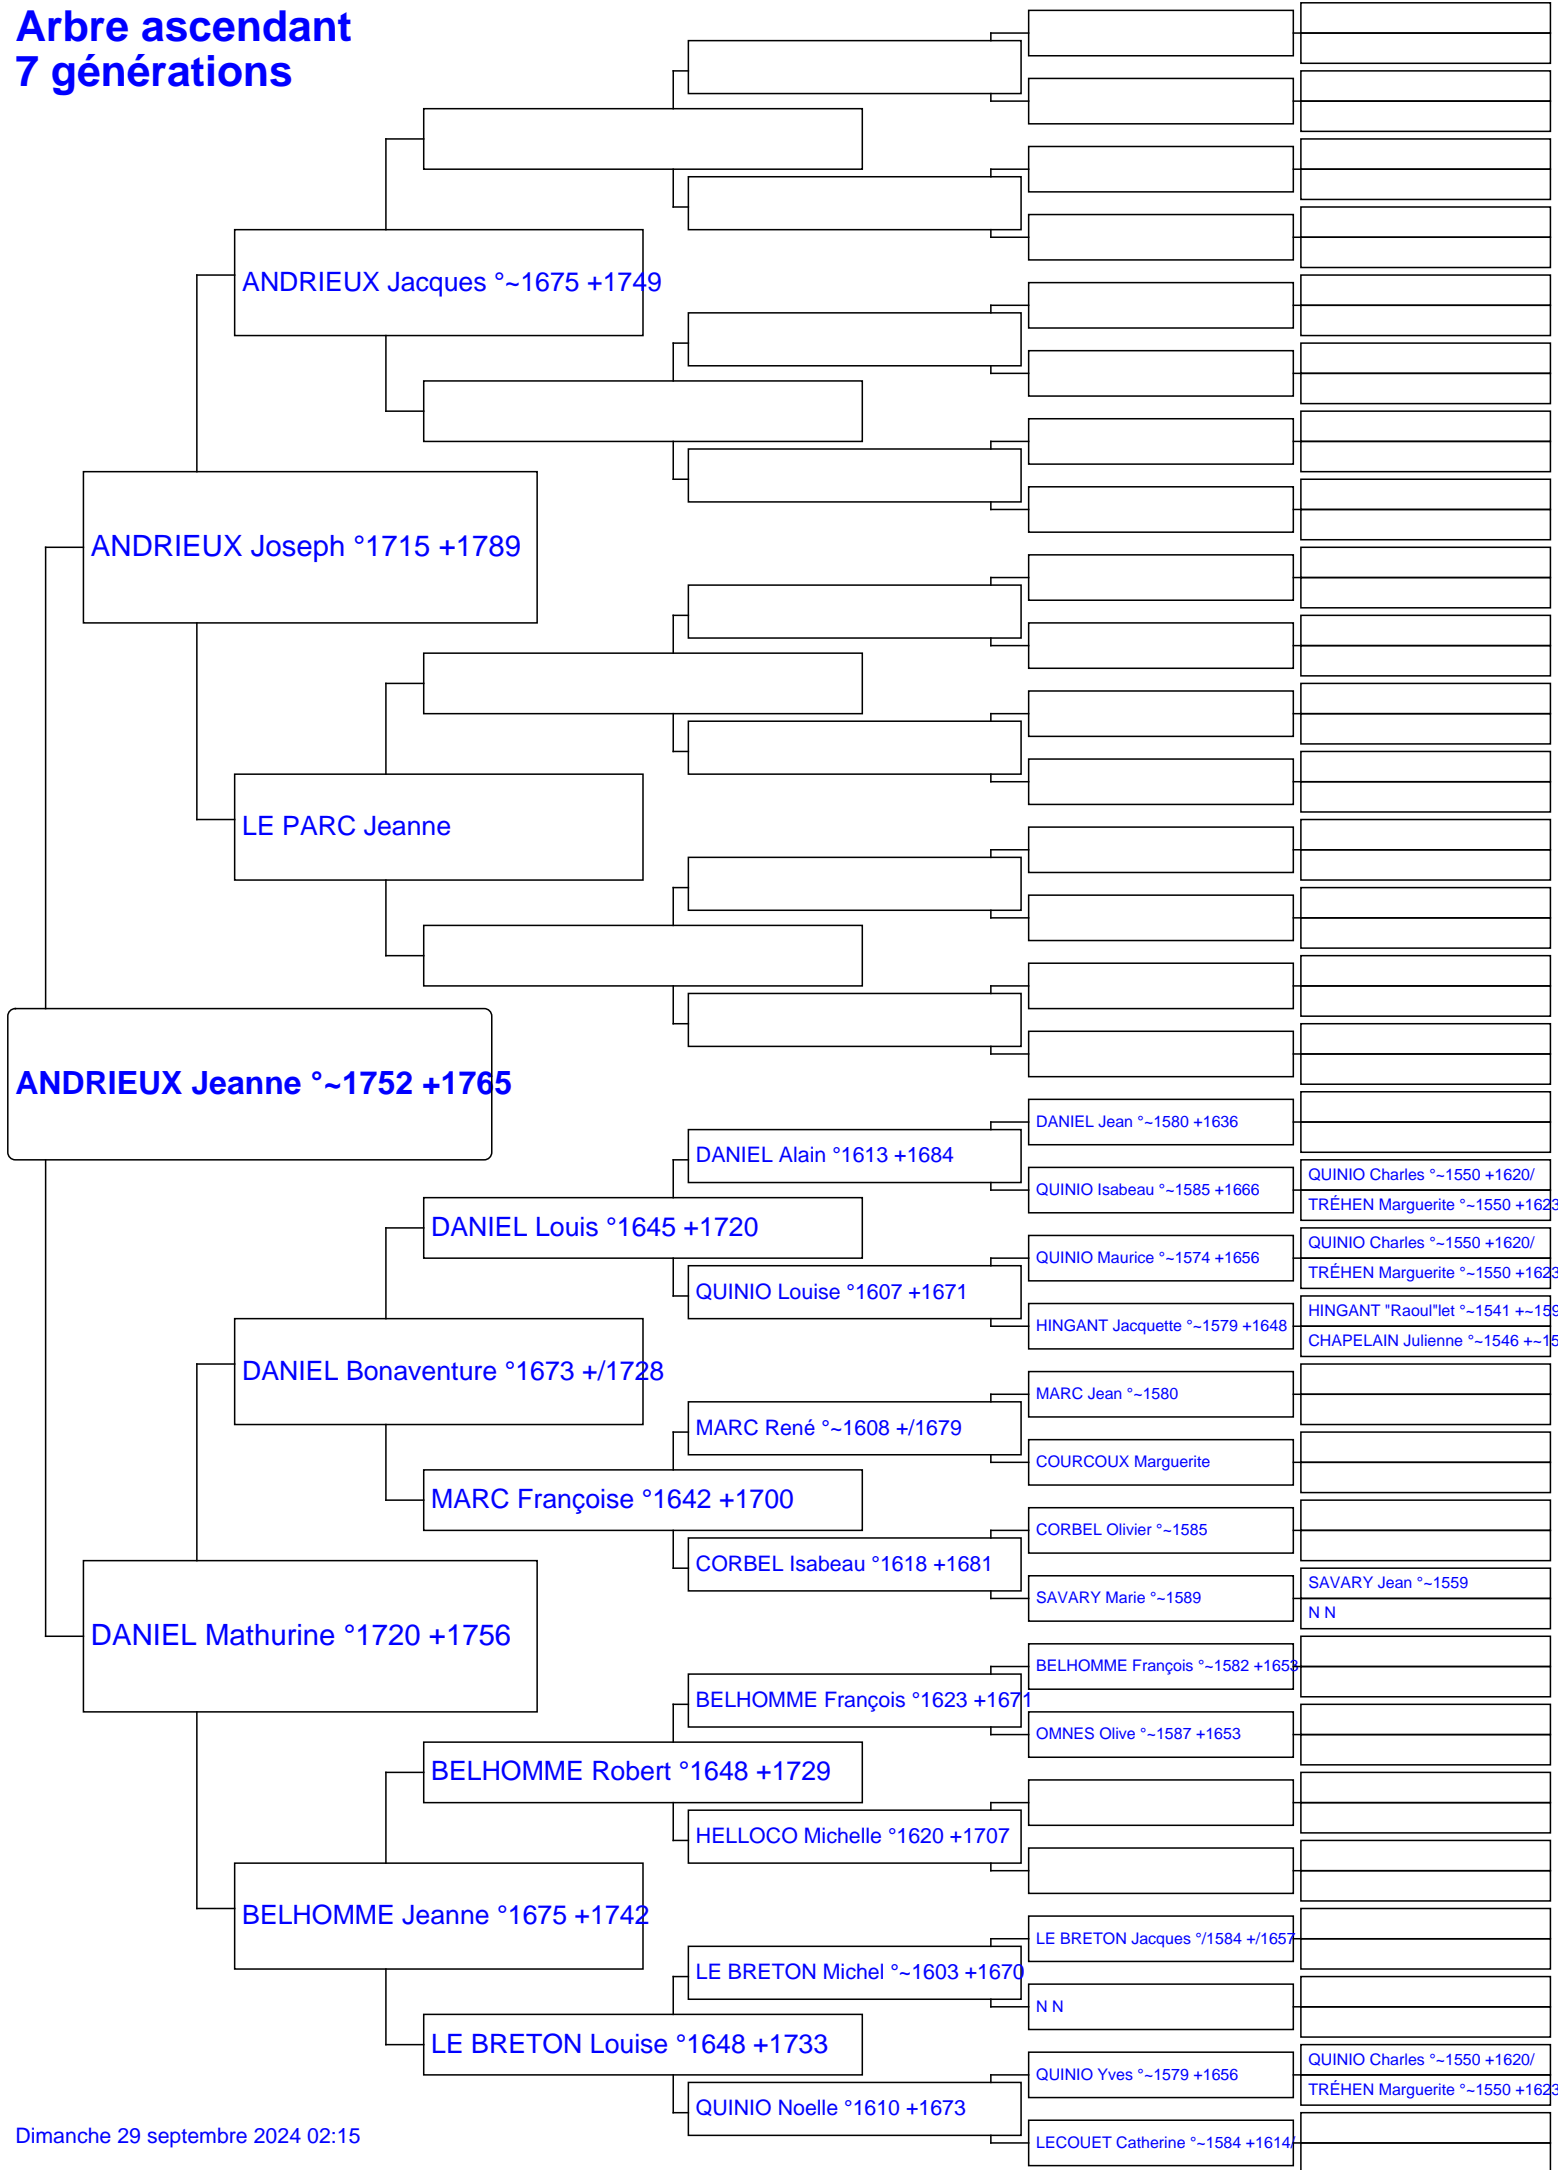 Arbre ascendant
7 générations
ANDRIEUX Jacques °~1675 +1749
ANDRIEUX Joseph °1715 +1789
LE PARC Jeanne
ANDRIEUX Jeanne °~1752 +1765
DANIEL Jean °~1580 +1636
DANIEL Alain °1613 +1684
QUINIO Charles °~1550 +1620/
QUINIO Isabeau °~1585 +1666
TRÉHEN Marguerite °~1550 +1623
DANIEL Louis °1645 +1720
QUINIO Charles °~1550 +1620/
QUINIO Maurice °~1574 +1656
TRÉHEN Marguerite °~1550 +1623
QUINIO Louise °1607 +1671
HINGANT "Raoul"let °~1541 +~159
HINGANT Jacquette °~1579 +1648
CHAPELAIN Julienne °~1546 +~15
DANIEL Bonaventure °1673 +/1728
MARC Jean °~1580
MARC René °~1608 +/1679
COURCOUX Marguerite
MARC Françoise °1642 +1700
CORBEL Olivier °~1585
CORBEL Isabeau °1618 +1681
SAVARY Jean °~1559
SAVARY Marie °~1589
N N
DANIEL Mathurine °1720 +1756
BELHOMME François °~1582 +1653
BELHOMME François °1623 +1671
OMNES Olive °~1587 +1653
BELHOMME Robert °1648 +1729
HELLOCO Michelle °1620 +1707
BELHOMME Jeanne °1675 +1742
LE BRETON Jacques °/1584 +/1657
LE BRETON Michel °~1603 +1670
N N
LE BRETON Louise °1648 +1733
QUINIO Charles °~1550 +1620/
QUINIO Yves °~1579 +1656
TRÉHEN Marguerite °~1550 +1623
QUINIO Noelle °1610 +1673
LECOUET Catherine °~1584 +1614/
Dimanche 29 septembre 2024 02:15